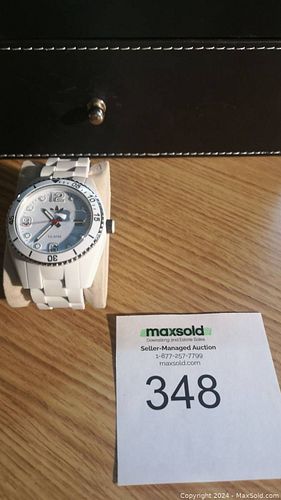 maxsold
Downsizing and Estate Sales
Seller-Managed Auction
1-877-257-7799
maxsold.com
348
Copyright © 2024 - MaxSold.com